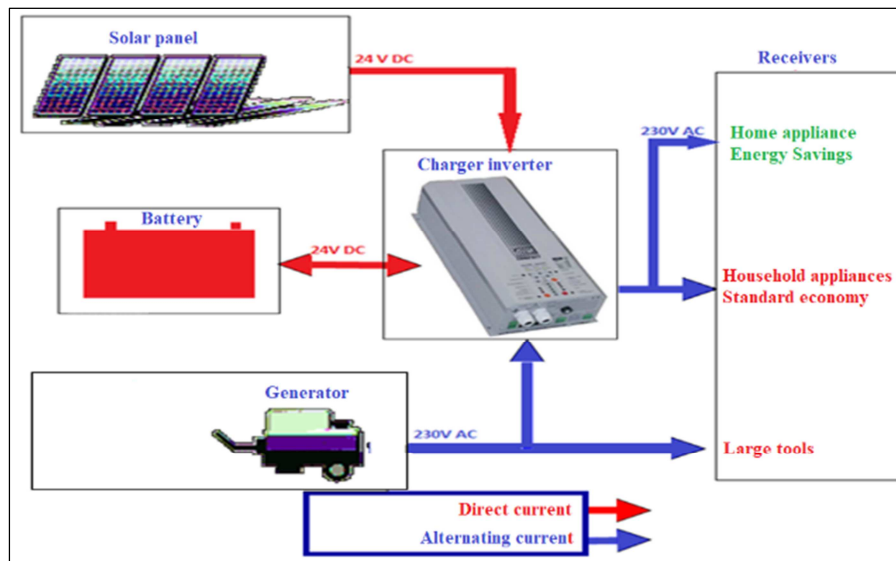 Solar panel
24 V DC
Receivers
230V AC
Home appliance
Energy Savings
Charger inverter
Battery
24V DC
Household appliances
Standard economy
Generator
230V AC
Large tools
Direct current
Alternating current